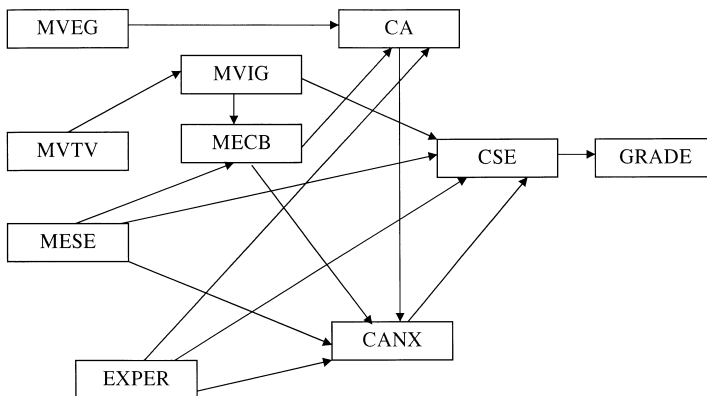 MVEG
CA
MVIG
MVTV
MECB
CSE
GRADE
MESE
CANX
EXPER